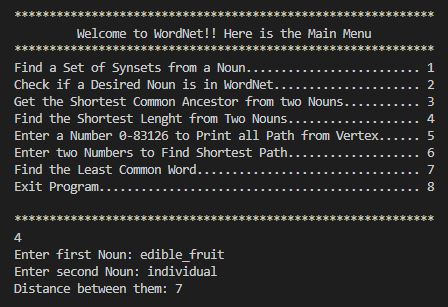 ************************************************************
Welcome to WordNet!! Here is the Main Menu
************************************************************
Find a Set of Synsets from a Noun......................... 1
Check if a Desired Noun is in WordNet..................... 2
Get the Shortest Common Ancestor from two Nouns........... 3
Find the Shortest Lenght from Two Nouns................... 4
Enter a Number 0-83126 to Print all Path from Vertex...... 5
Enter two Numbers to Find Shortest Path................... 6
Find the Least Common Word................................ 7
Exit Program.............................................. 8
************************************************************
4
Enter first Noun: edible_fruit
Enter second Noun: individual
Distance between them: 7